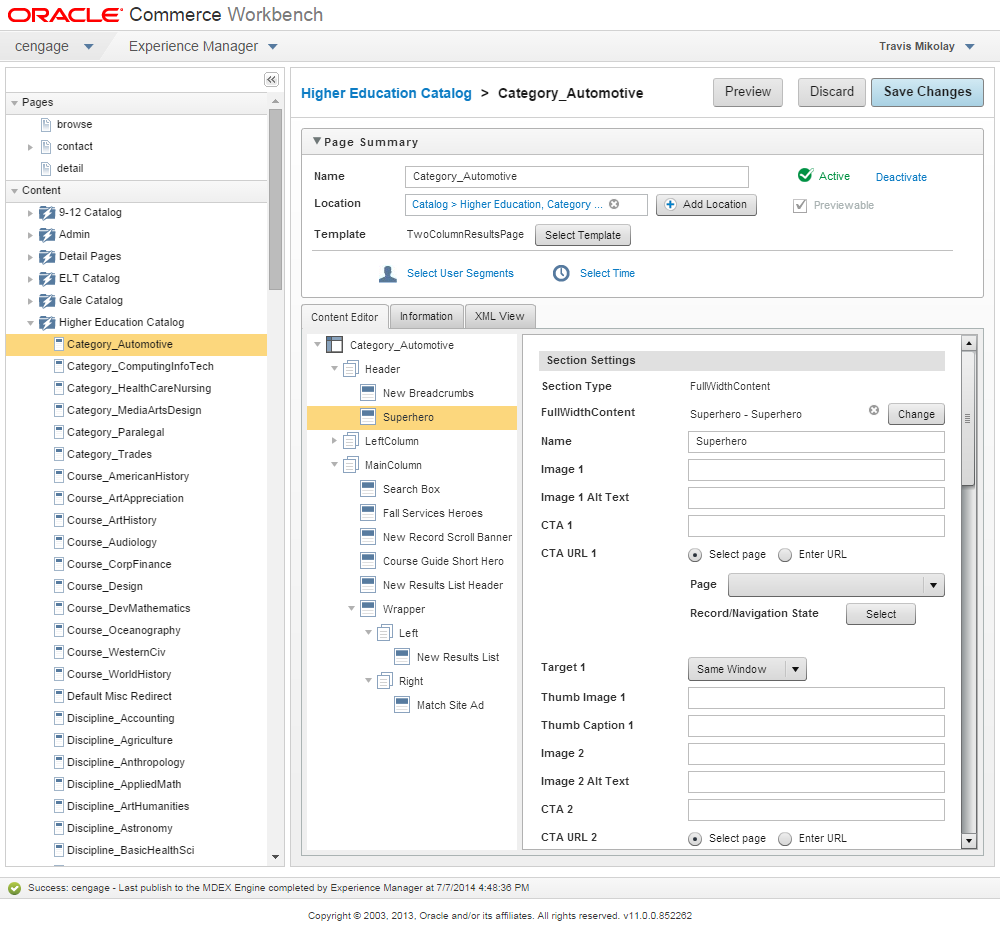 ORACLE Commerce Workbench
cengage
Experience Manager
Travis Mikolay
Pages
browse
contact
detail
Content
9-12 Catalog
Admin
Detail Pages
ELT Catalog
Gale Catalog
Higher Education Catalog
Category_Automotive
Category_ComputingInfoTech
Category_HealthCareNursing
Category_MediaArtsDesign
Category_Paralegal
Category_Trades
Course_AmericanHistory
Course_ArtAppreciation
Course_ArtHistory
Course_Audiology
Course_CorpFinance
Course_Design
Course_DevMathematics
Course_Oceanography
Course_WesternCiv
Course_WorldHistory
Default Misc Redirect
Discipline_Accounting
Discipline_Agriculture
Discipline_Anthropology
Discipline_AppliedMath
Discipline_ArtHumanities
Discipline_Astronomy
Discipline_BasicHealthSci
Higher Education Catalog > Category_Automotive
Preview
Discard
Save Changes
Page Summary
Name
Category_Automotive
Active
Deactivate
Location
Catalog > Higher Education, Category ...
Add Location
Previewable
Template
TwoColumnResultsPage
Select Template
Select User Segments
Select Time
Content Editor
Information
XML View
Category_Automotive
Header
New Breadcrumbs
Superhero
LeftColumn
MainColumn
Search Box
Fall Services Heroes
New Record Scroll Banner
Course Guide Short Hero
New Results List Header
Wrapper
Left
New Results List
Right
Match Site Ad
Section Settings
Section Type
FullWidthContent
FullWidthContent
Superhero - Superhero
Change
Name
Superhero
Image 1
Image 1 Alt Text
CTA 1
CTA URL 1
Select page
Enter URL
Page
Record/Navigation State
Select
Target 1
Same Window
Thumb Image 1
Thumb Caption 1
Image 2
Image 2 Alt Text
CTA 2
CTA URL 2
Select page
Enter URL
Success: cengage - Last publish to the MDEX Engine completed by Experience Manager at 7/7/2014 4:48:36 PM
Copyright © 2003, 2013, Oracle and/or its affiliates. All rights reserved. v11.0.0.852262